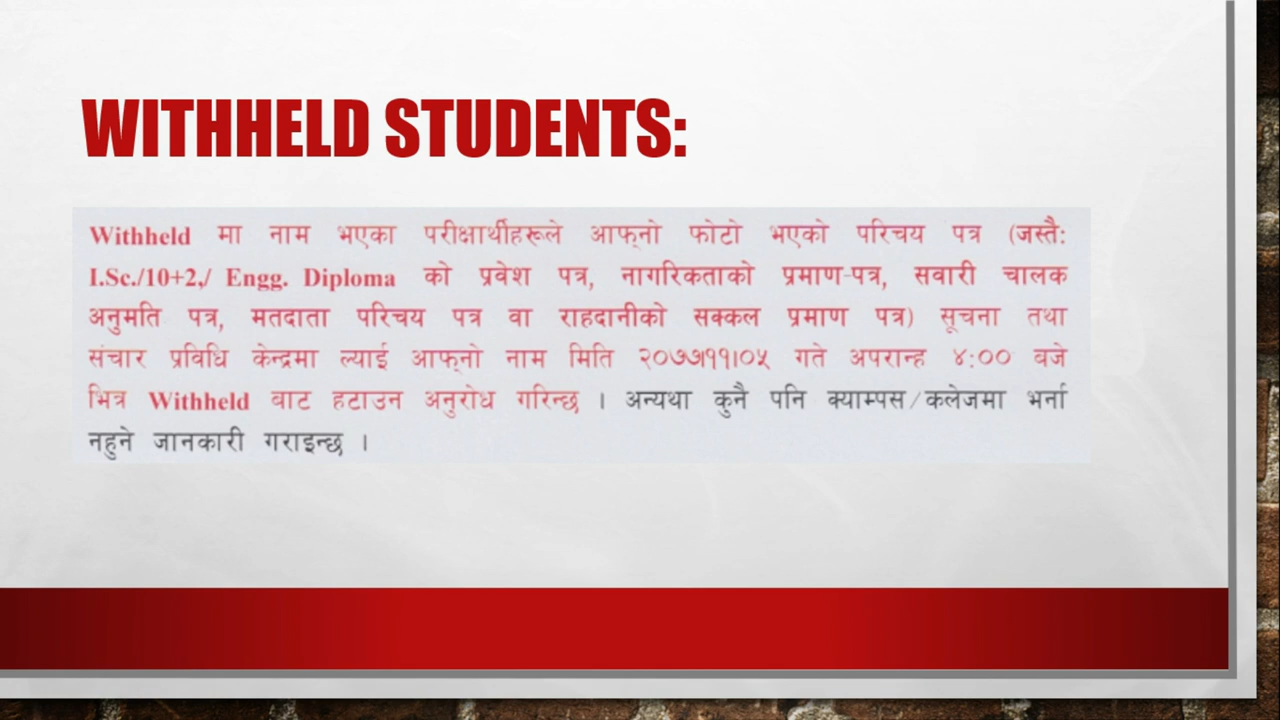 WITHHELD STUDENTS:
Withheld मा नाम भएका परीक्षार्थीहरूले आफ्नो फोटो भएको परिचय पत्र (जस्तै:
I.Sc./10+2,/ Engg. Diploma को प्रवेश पत्र, नागरिकताको प्रमाण-पत्र, सवारी चालक
अनुमति पत्र, मतदाता परिचय पत्र वा राहदानीको सक्कल प्रमाण पत्र) सूचना तथा
संचार प्रविधि केन्द्रमा ल्याई आफ्नो नाम मिति २०७७।११।०५ गते अपरान्ह ४:०० बजे
भित्र Withheld बाट हटाउन अनुरोध गरिन्छ । अन्यथा कुनै पनि क्याम्पस/कलेजमा भर्ना
नहुने जानकारी गराइन्छ ।